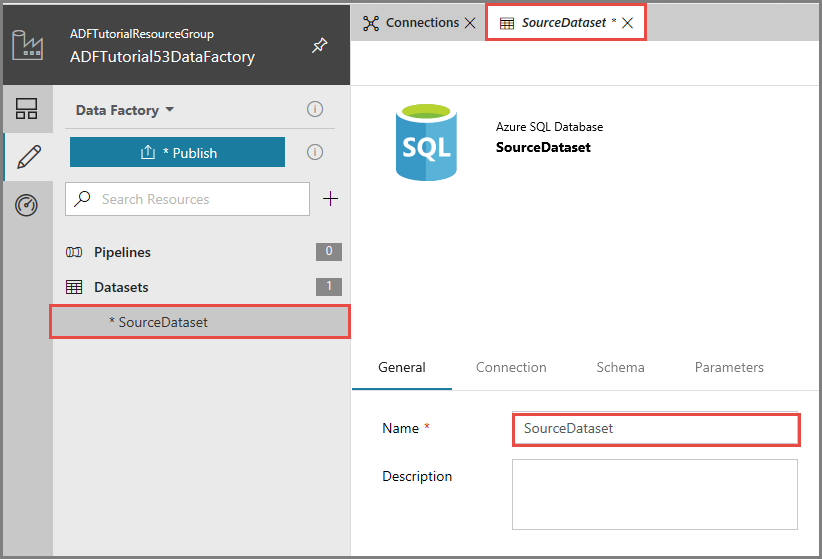 ADFTutorialResourceGroup
ADFTutorial53DataFactory
Connections
SourceDataset *
Data Factory
* Publish
Search Resources
Pipelines 0
Datasets 1
* SourceDataset
SQL
Azure SQL Database
SourceDataset
General Connection Schema Parameters
Name * SourceDataset
Description